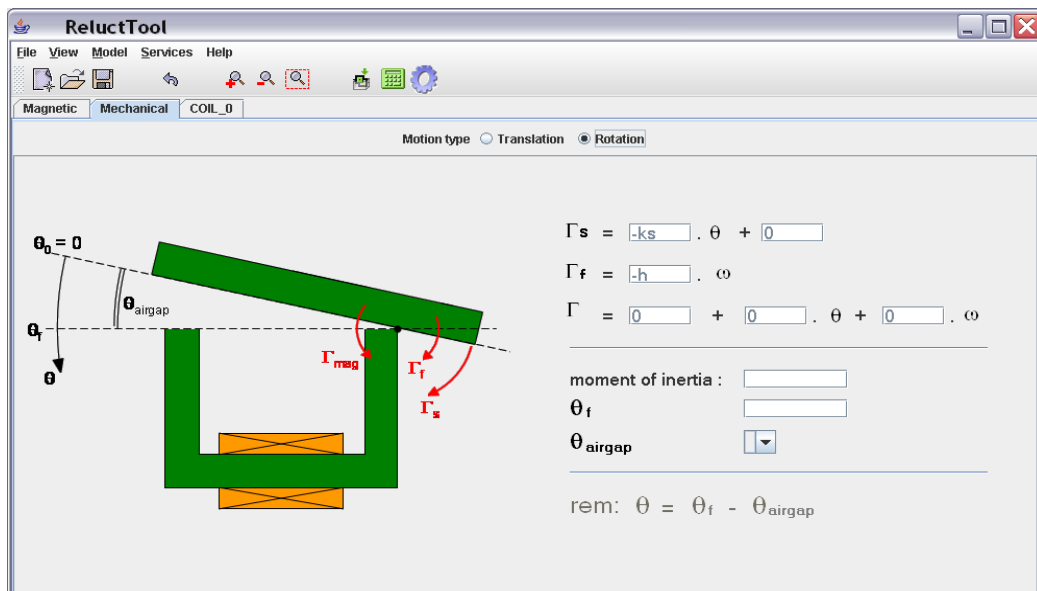 ReluctTool
File View Model Services Help
Magnetic Mechanical COIL_0
Motion type Translation Rotation
θ₀ = 0
θairgap
θf
θ
Γmag
Γf
Γs
Γs = -ks . θ + 0
Γf = -h . ω
Γ = 0 + 0 . θ + 0 . ω
moment of inertia :
θf
θairgap
rem: θ = θf - θairgap